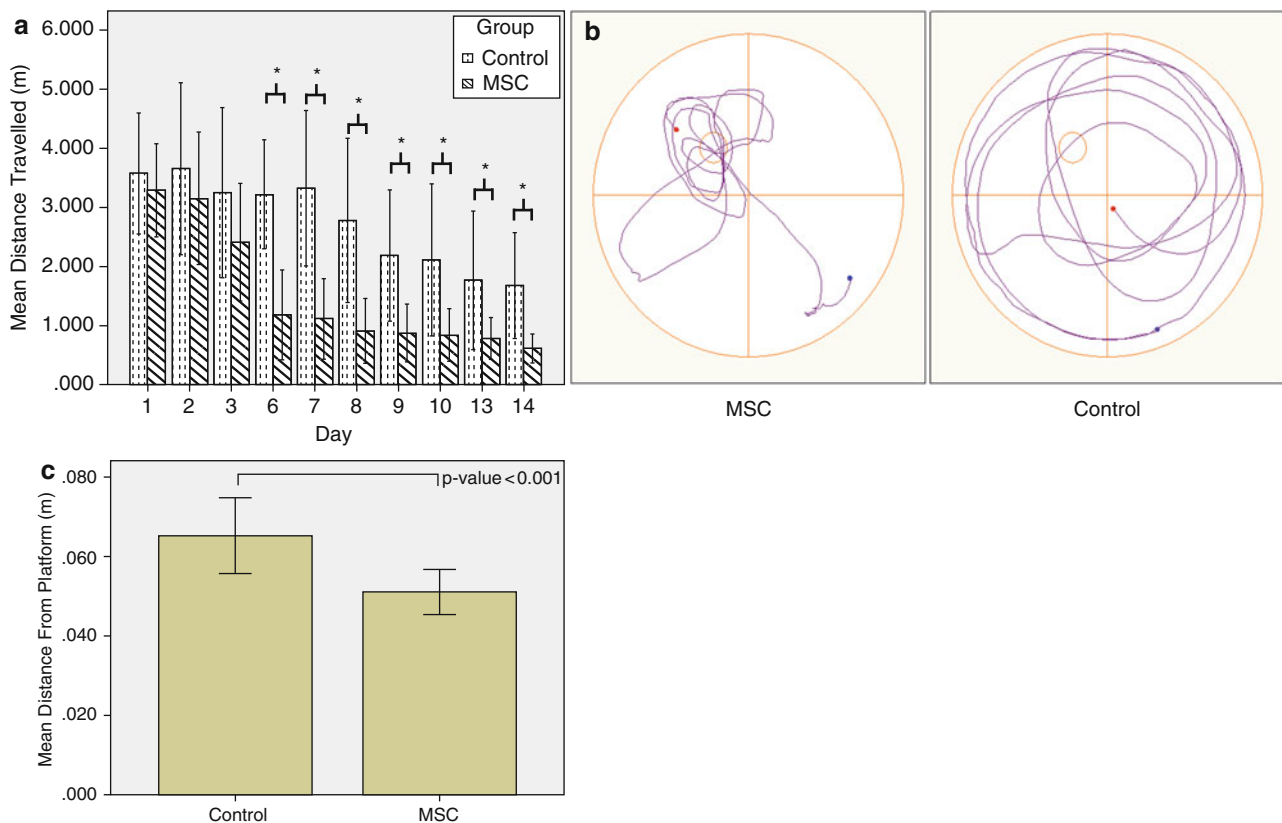 a
Mean Distance Travelled (m)
6.000
5.000
4.000
3.000
2.000
1.000
.000
Group
Control
MSC
* * * * * * *
1 2 3 6 7 8 9 10 13 14
Day
b
MSC
Control
c
Mean Distance From Platform (m)
.080
.060
.040
.020
.000
p-value<0.001
Control
MSC